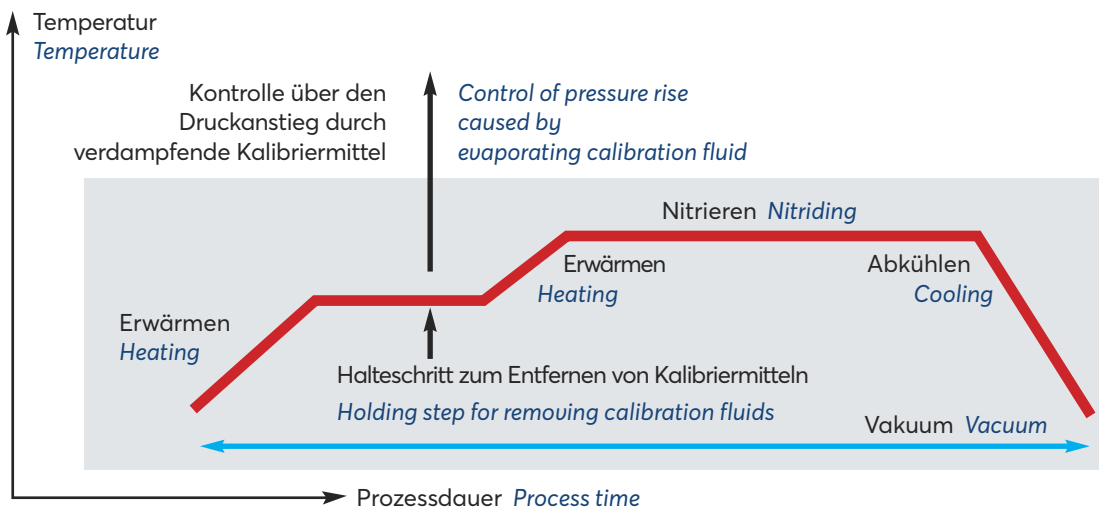 Temperatur
Temperature
Kontrolle über den
Druckanstieg durch
verdampfende Kalibriermittel
Control of pressure rise
caused by
evaporating calibration fluid
Nitrieren Nitriding
Erwärmen
Heating
Abkühlen
Cooling
Erwärmen
Heating
Halteschritt zum Entfernen von Kalibriermitteln
Holding step for removing calibration fluids
Vakuum Vacuum
Prozessdauer Process time